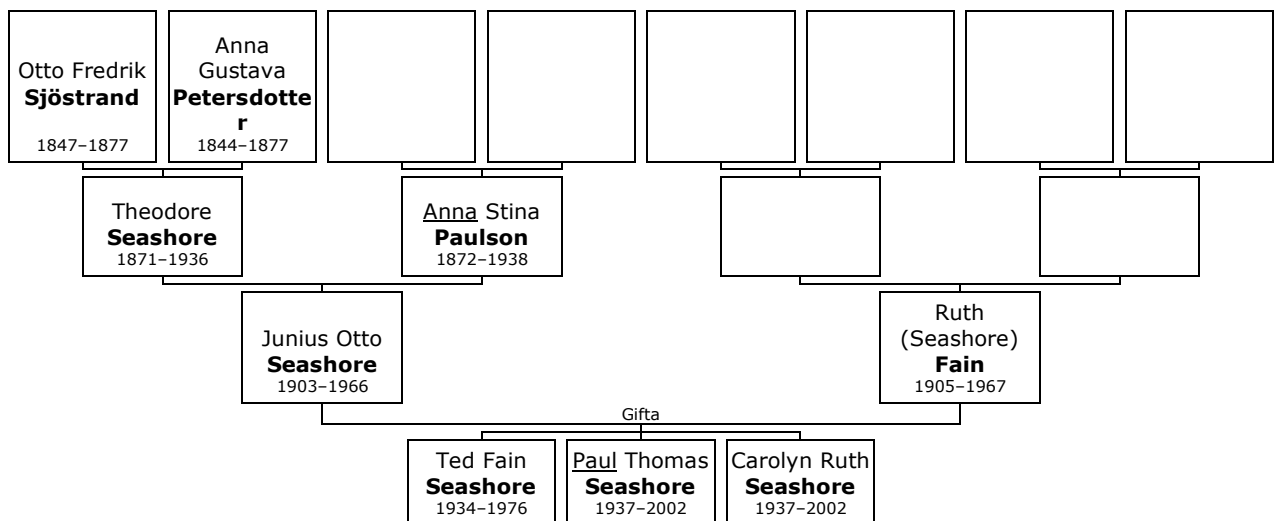 Otto Fredrik
Sjöstrand
1847–1877
Anna
Gustava
Petersdotte
r
1844–1877
Theodore
Seashore
1871–1936
Anna Stina
Paulson
1872–1938
Junius Otto
Seashore
1903–1966
Ruth
(Seashore)
Fain
1905–1967
Gifta
Ted Fain
Seashore
1934–1976
Paul Thomas
Seashore
1937–2002
Carolyn Ruth
Seashore
1937–2002